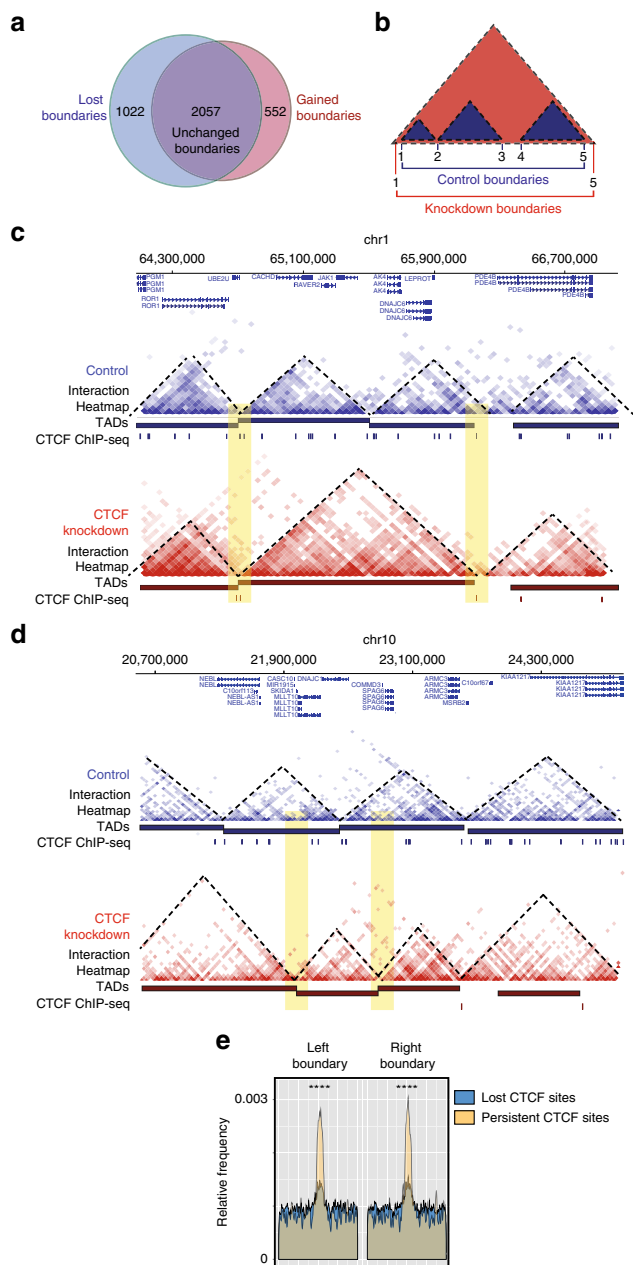 a
Lost
boundaries
1022
2057
Unchanged
boundaries
552
Gained
boundaries
b
1 2 3 4 5
Control boundaries
1 5
Knockdown boundaries
c
chr1
64,300,000 65,100,000 65,900,000 66,700,000
PGM1 UBE2U CACHD1 JAK1 AK4 LEPROT PDE4B
PGM1 RAVER2 AK4 PDE4B
PGM1 AK4 PDE4B
ROR1 DNAJC6 PDE4B
ROR1 DNAJC6
DNAJC6
Control
Interaction
Heatmap
TADs
CTCF ChIP-seq
CTCF
knockdown
Interaction
Heatmap
TADs
CTCF ChIP-seq
d
chr10
20,700,000 21,900,000 23,100,000 24,300,000
NEBL CASC10 DNAJC1 COMMD3 ARMC3 C10orf67 KIAA1217
NEBL MIR1915 SPAG6 ARMC3 KIAA1217
C10orf113 SKIDA1 SPAG6 ARMC3 KIAA1217
NEBL-AS1 MLLT10 SPAG6 MSRB2 KIAA1217
NEBL-AS1 MLLT10 SPAG6
MLLT10
Control
Interaction
Heatmap
TADs
CTCF ChIP-seq
CTCF
knockdown
Interaction
Heatmap
TADs
CTCF ChIP-seq
e
Left
boundary
Right
boundary
**** ****
0.003
Relative frequency
0
Lost CTCF sites
Persistent CTCF sites